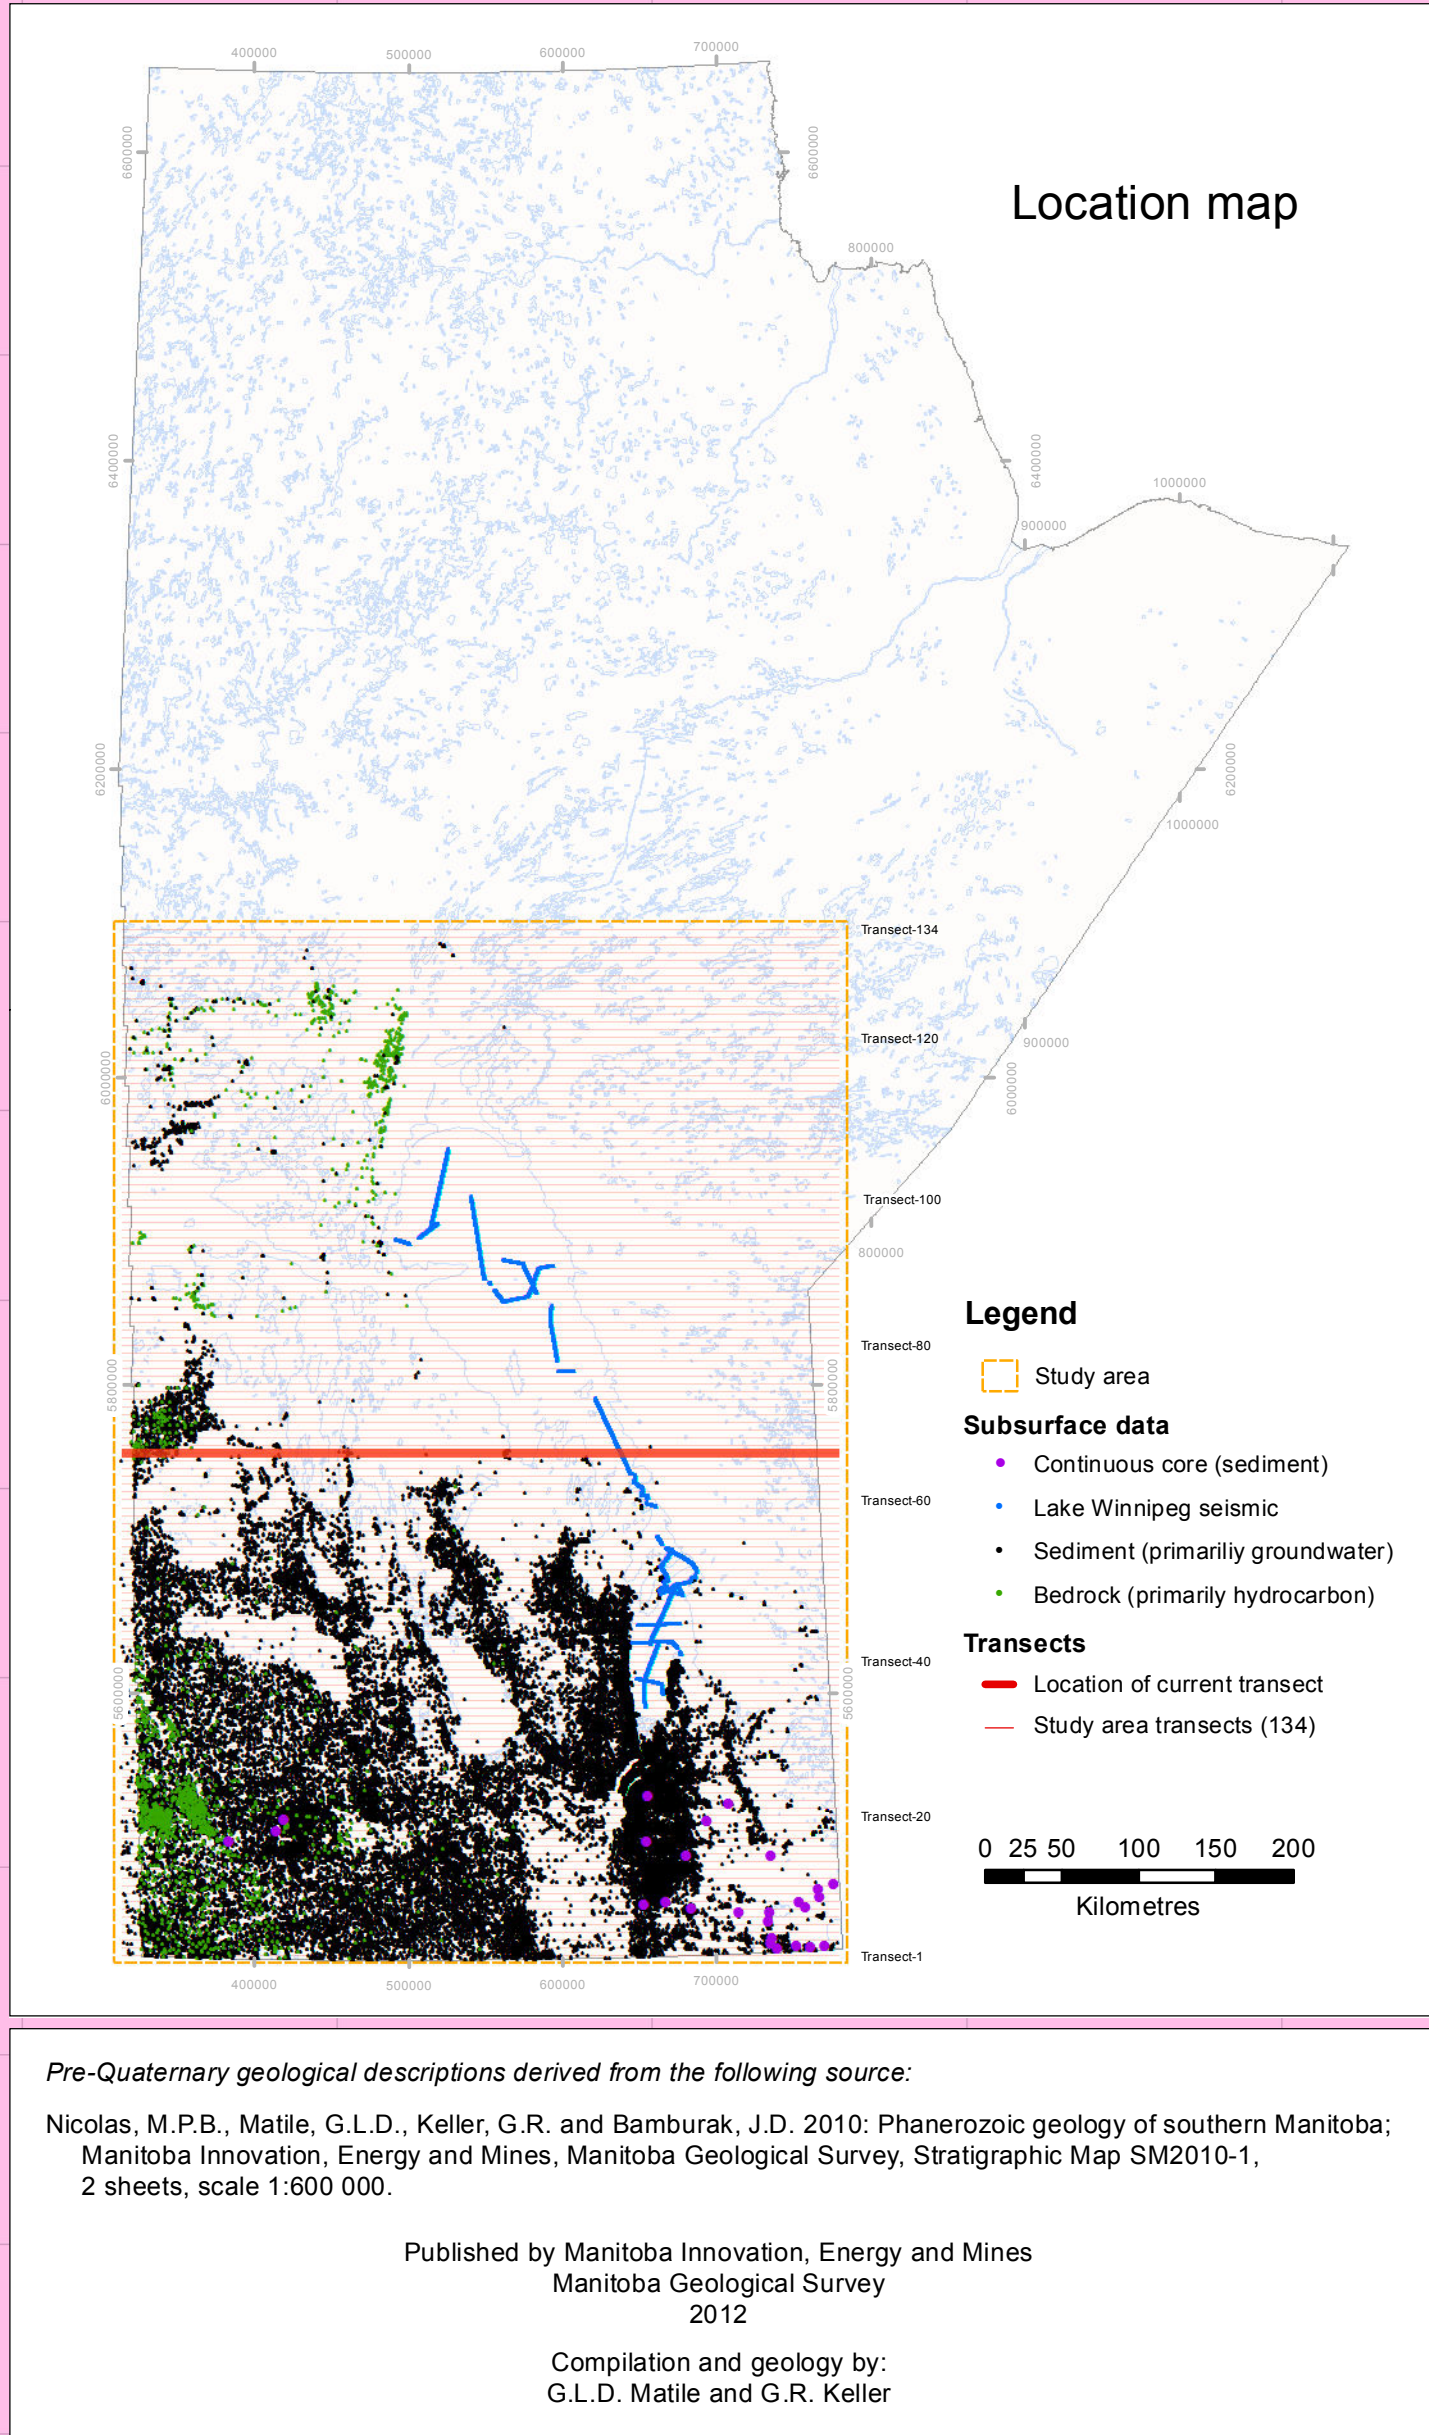 400000
500000
600000
700000
6600000
6600000
Location map
800000
6400000
6400000
1000000
900000
6200000
6200000
1000000
Transect-134
Transect-120
900000
6000000
6000000
Transect-100
800000
Transect-80
5800000
5800000
Transect-60
Transect-40
5600000
5600000
Transect-20
Transect-1
400000
500000
600000
700000
Legend
Study area
Subsurface data
Continuous core (sediment)
Lake Winnipeg seismic
Sediment (primariliy groundwater)
Bedrock (primarily hydrocarbon)
Transects
Location of current transect
Study area transects (134)
0 25 50 100 150 200
Kilometres
Pre-Quaternary geological descriptions derived from the following source:
Nicolas, M.P.B., Matile, G.L.D., Keller, G.R. and Bamburak, J.D. 2010: Phanerozoic geology of southern Manitoba;
Manitoba Innovation, Energy and Mines, Manitoba Geological Survey, Stratigraphic Map SM2010-1,
2 sheets, scale 1:600 000.
Published by Manitoba Innovation, Energy and Mines
Manitoba Geological Survey
2012
Compilation and geology by:
G.L.D. Matile and G.R. Keller